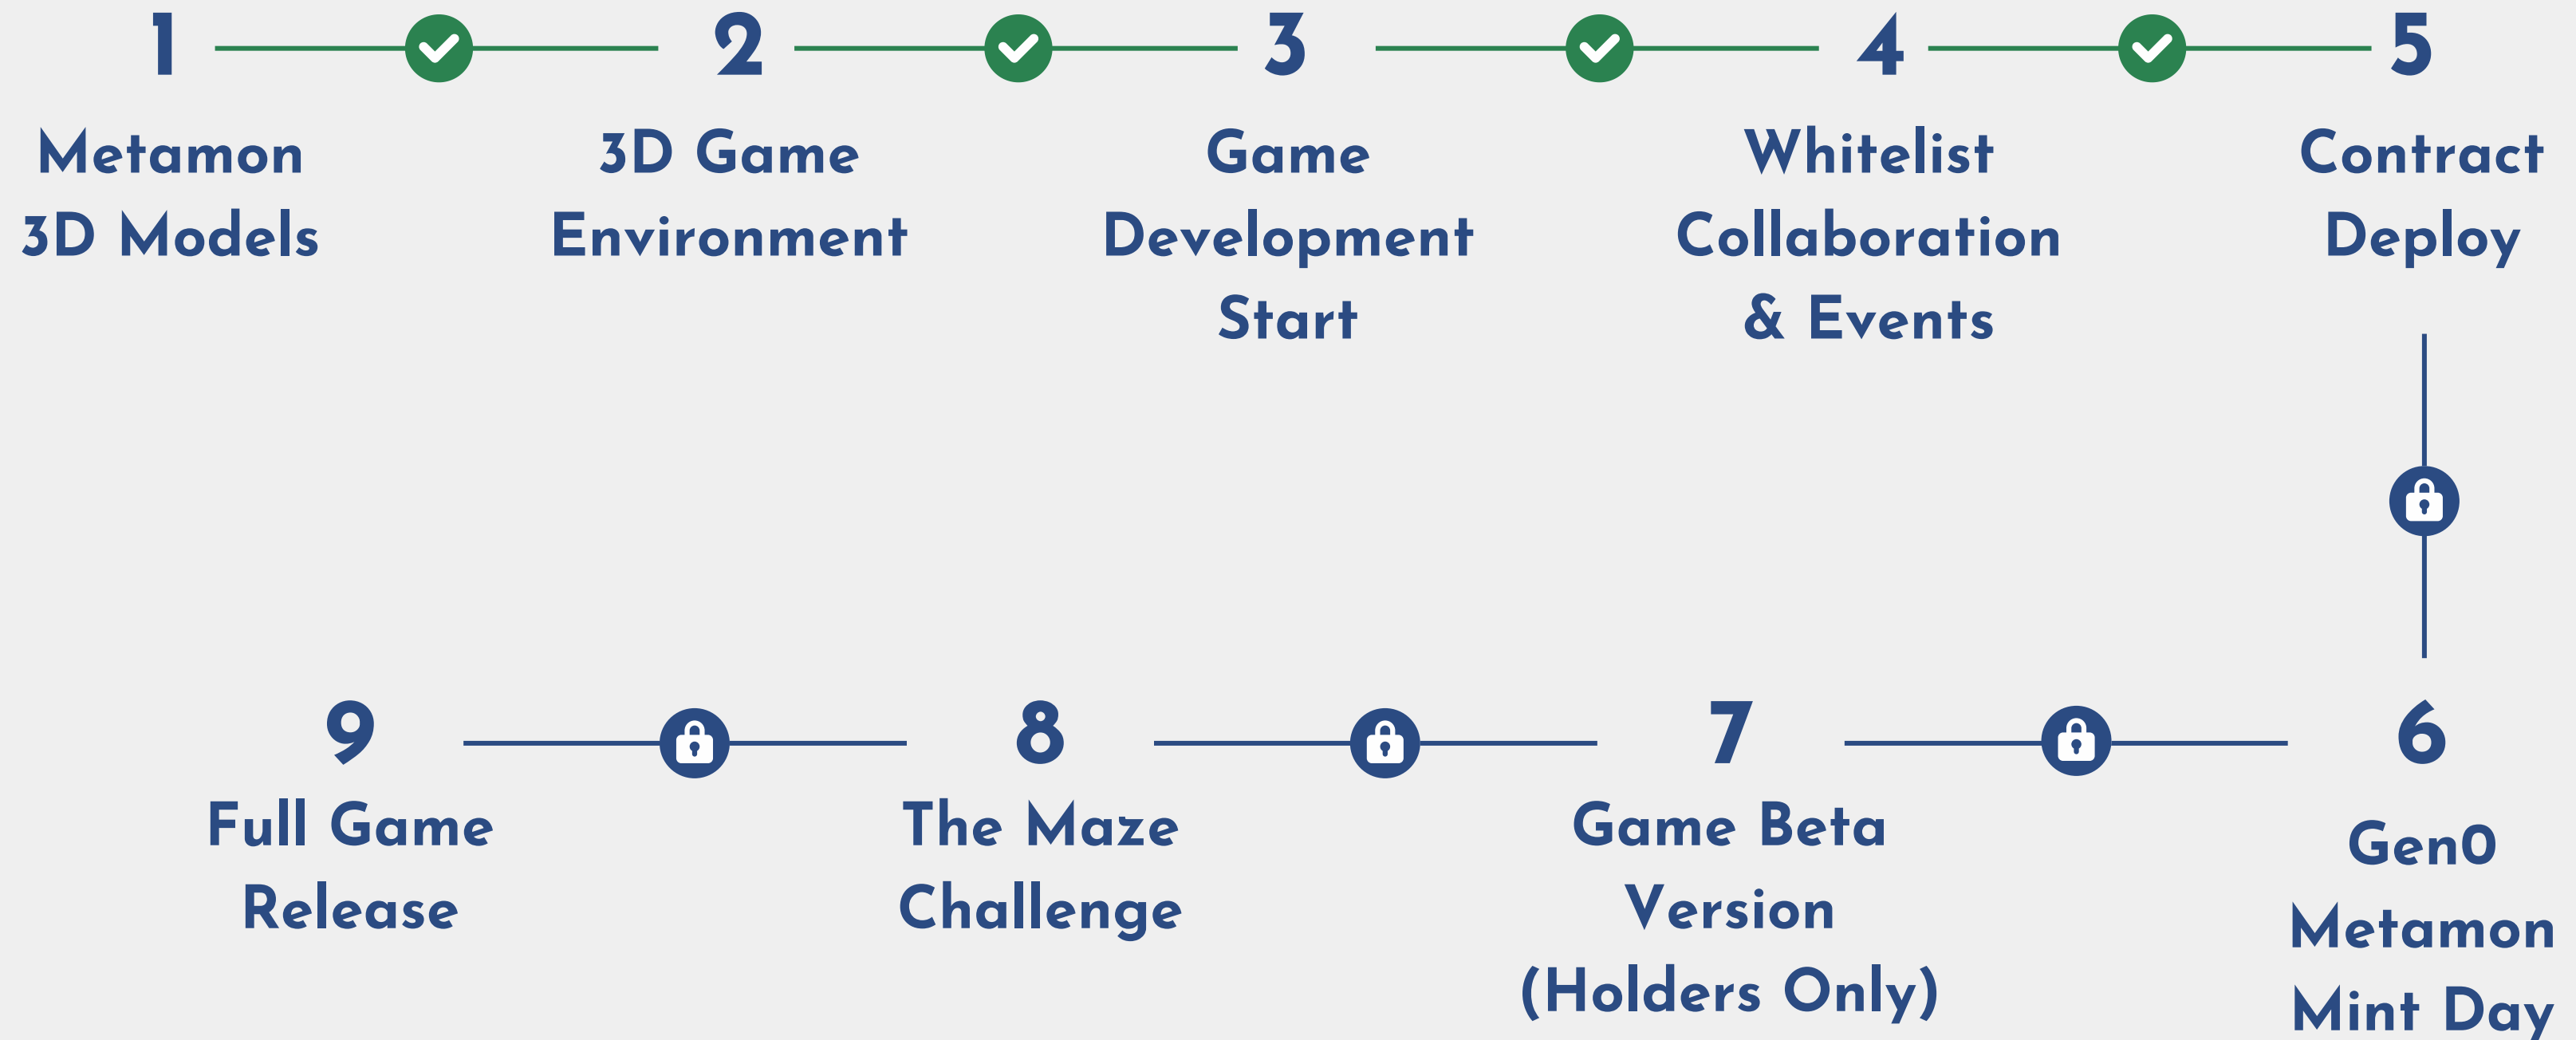 1
2
3
4
5
Metamon
3D Models
3D Game
Environment
Game
Development
Start
Whitelist
Collaboration
& Events
Contract
Deploy
6
Gen0
Metamon
Mint Day
7
Game Beta
Version
(Holders Only)
8
The Maze
Challenge
9
Full Game
Release